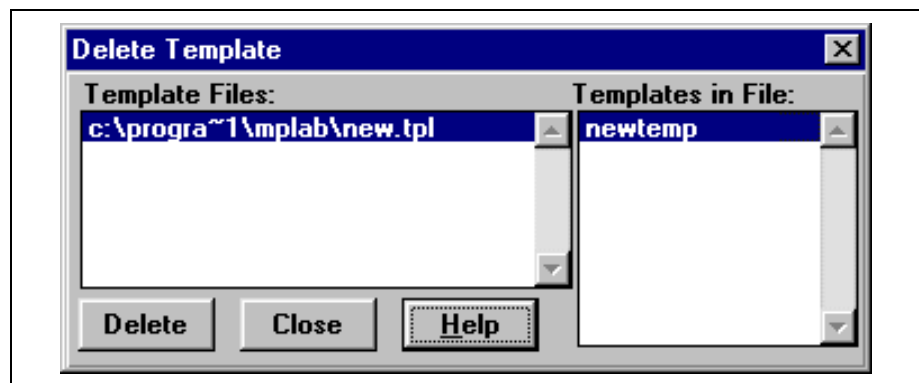 Delete Template
Template Files:
Templates in File:
c:\progra~1\mplab\new.tpl
newtemp
Delete
Close
Help